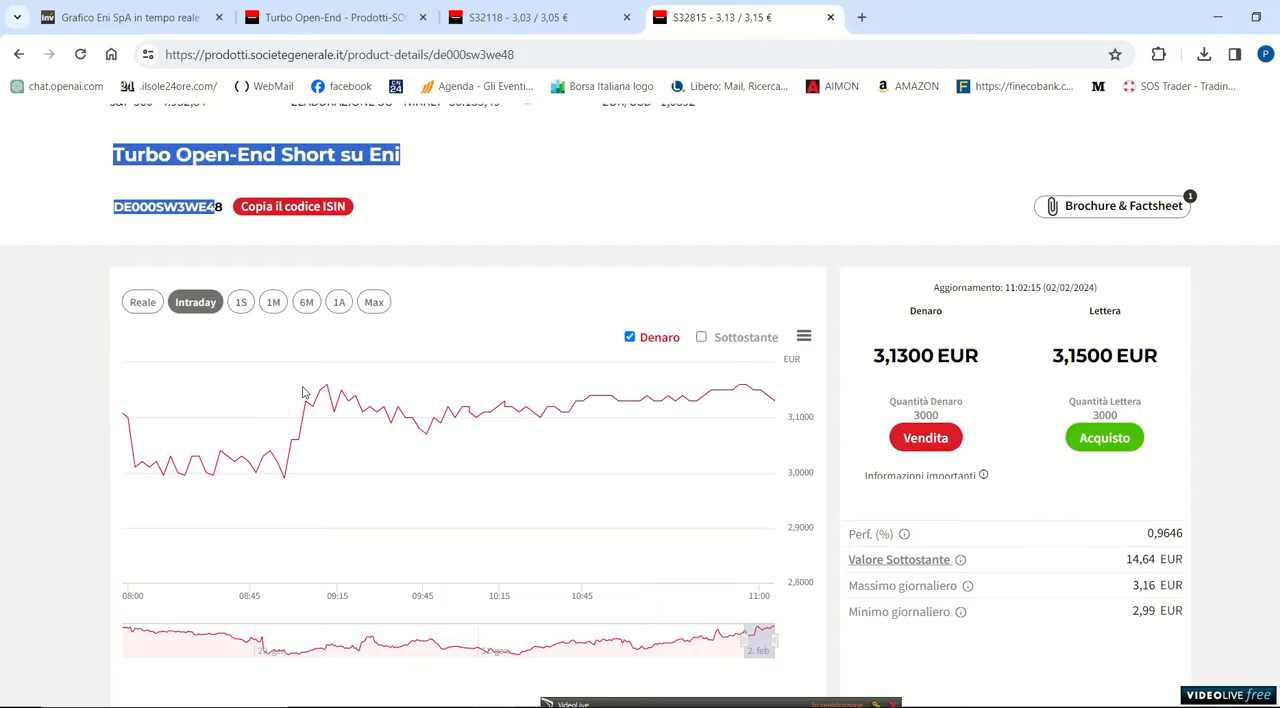 Grafico Eni SpA in tempo reale
Turbo Open-End - Prodotti-SO
S32118 - 3,03 / 3,05 €
S32815 - 3,13 / 3,15 €
https://prodotti.societegenerale.it/product-details/de000sw3we48
P
chat.openai.com
.ilsole24ore.com/
WebMail
facebook
Agenda - Gli Eventi...
Borsa Italiana logo
Libero: Mail, Ricerca...
AIMON
AMAZON
https://finecobank.c...
SOS Trader - Tradin...
Turbo Open-End Short su Eni
DE000SW3WE48
Copia il codice ISIN
1
Brochure & Factsheet
Reale
Intraday
1S
1M
6M
1A
Max
Denaro
Sottostante
EUR
3,1000
3,0000
2,9000
2,8000
08:00
08:45
09:15
09:45
10:15
10:45
11:00
2. feb
Aggiornamento: 11:02:15 (02/02/2024)
Denaro
Lettera
3,1300 EUR
3,1500 EUR
Quantità Denaro
Quantità Lettera
3000
3000
Vendita
Acquisto
Informazioni importanti
Perf. (%)
0,9646
Valore Sottostante
14,64 EUR
Massimo giornaliero
3,16 EUR
Minimo giornaliero
2,99 EUR
VIDEOLIVE free
VideoLive
In registrazione